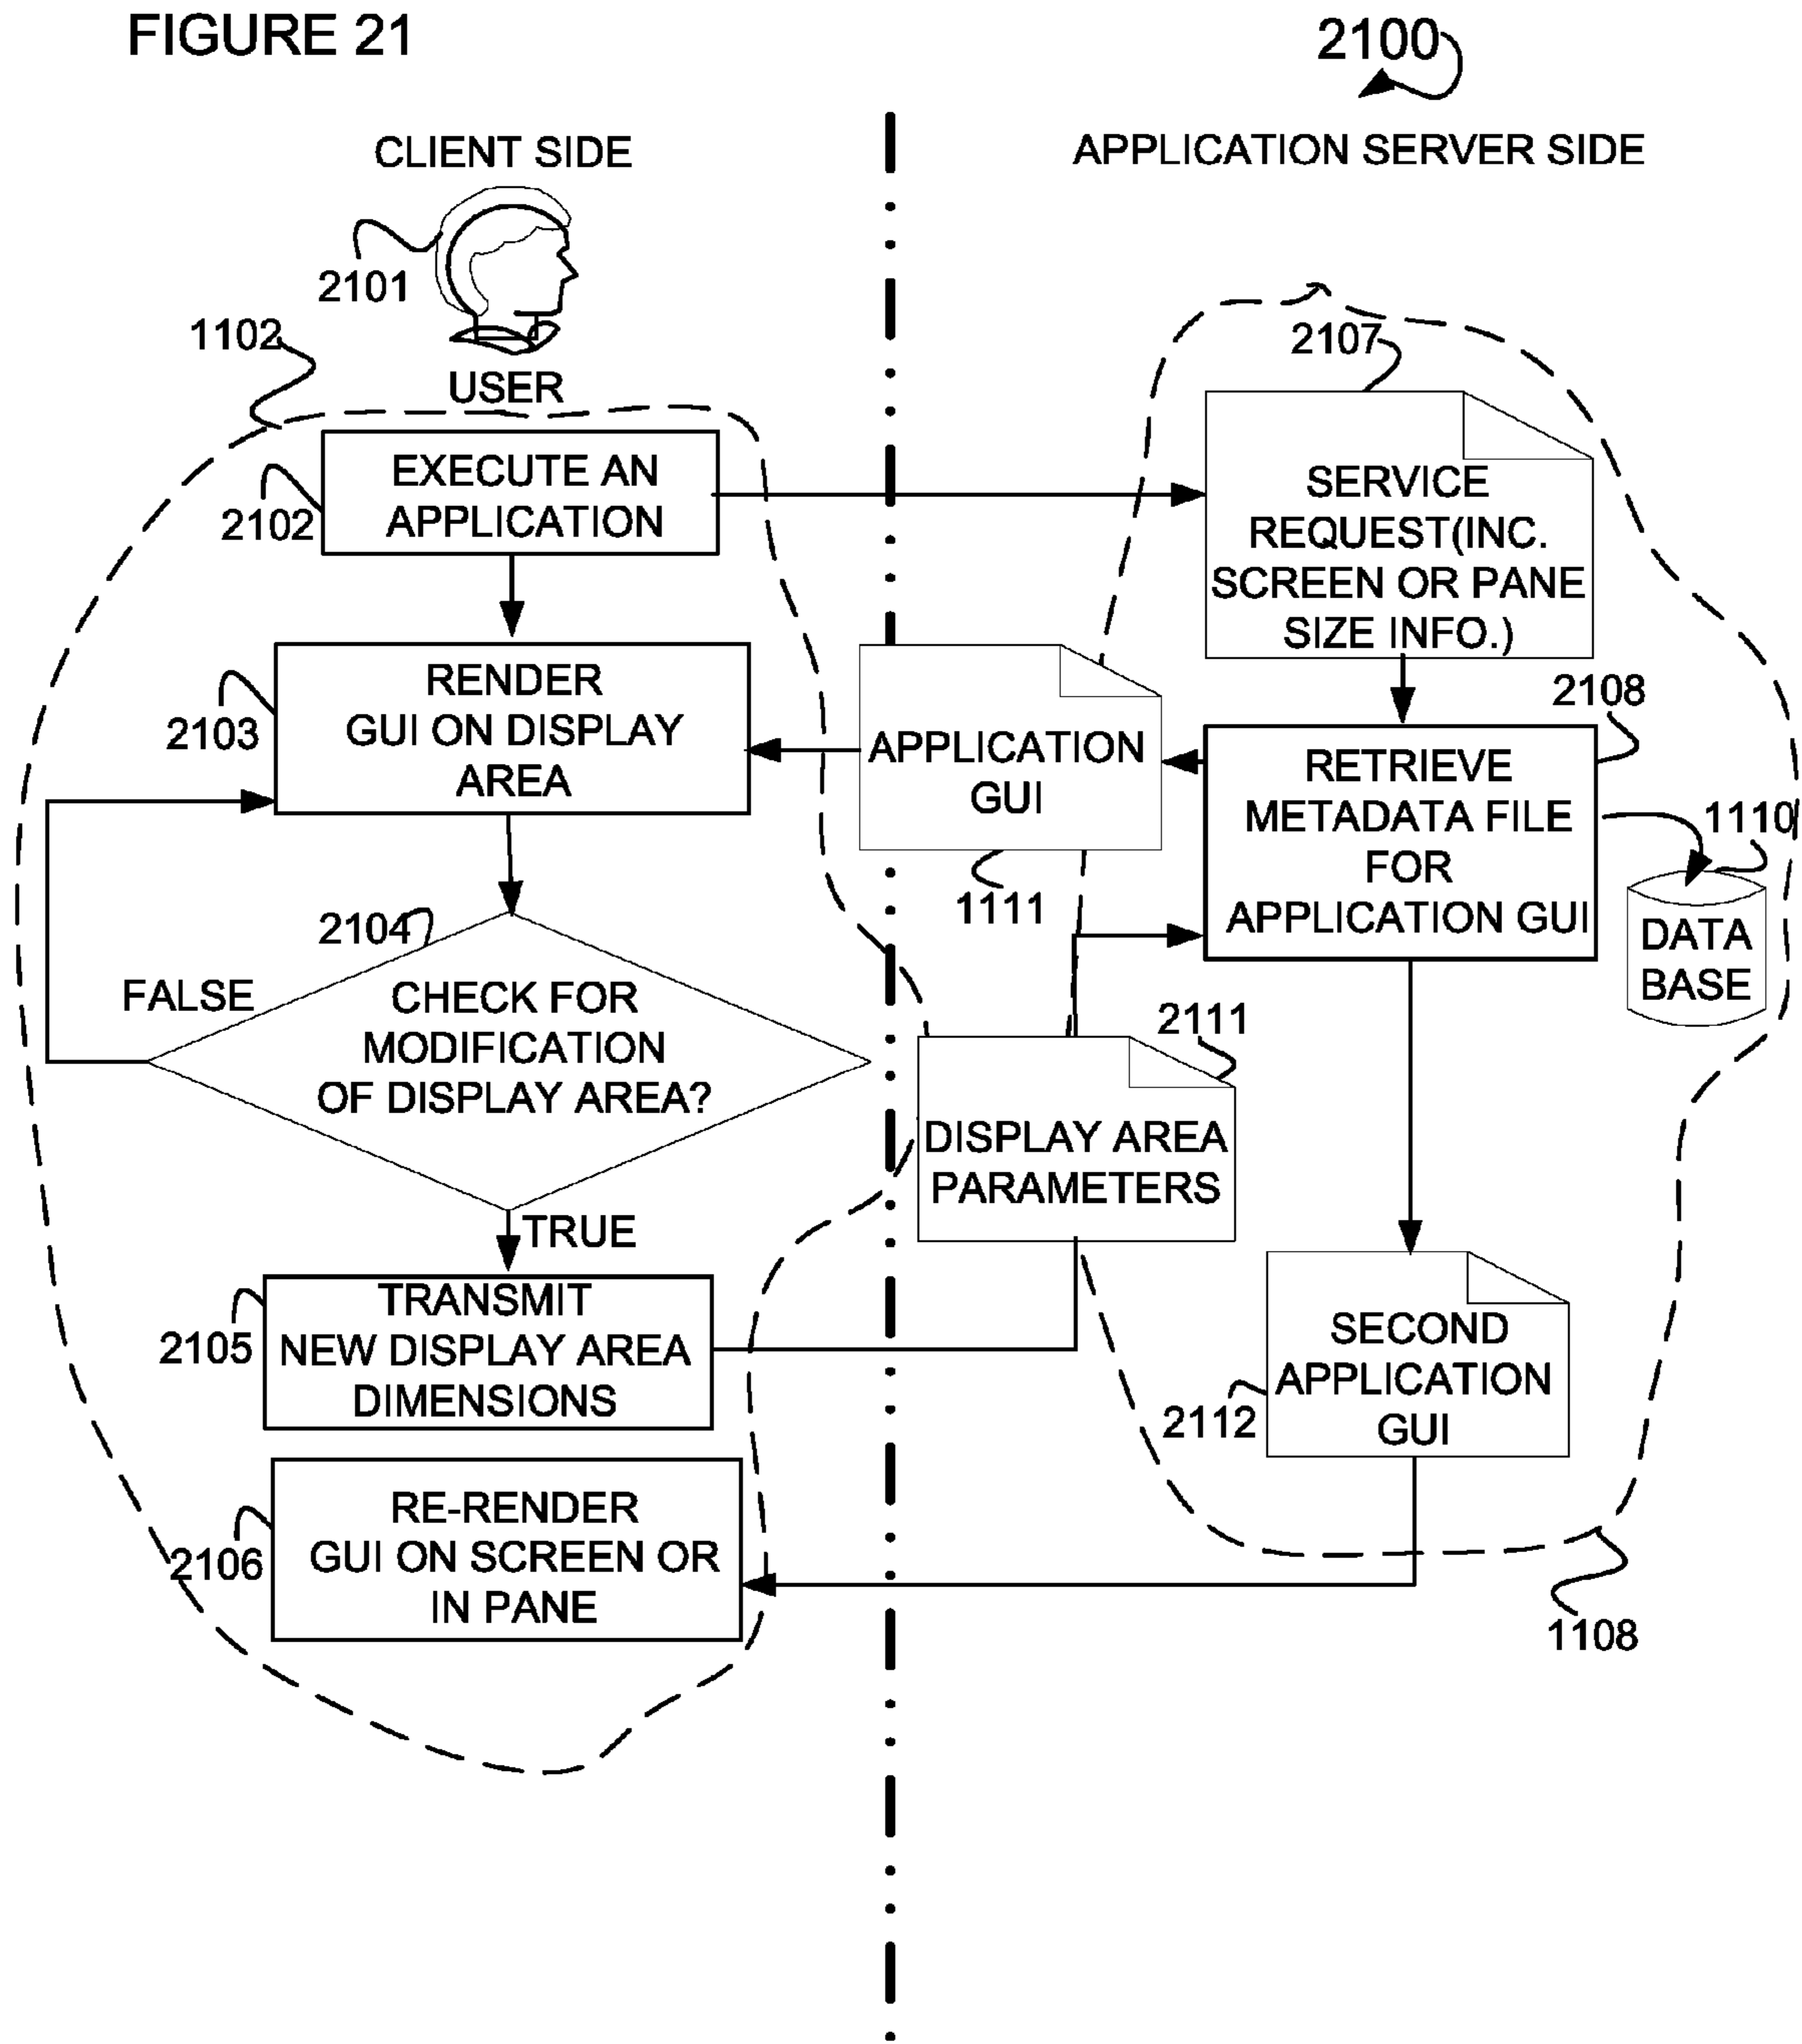 FIGURE 21
2100
CLIENT SIDE
APPLICATION SERVER SIDE
2101
1102
USER
2107
EXECUTE AN
APPLICATION
2102
SERVICE
REQUEST(INC.
SCREEN OR PANE
SIZE INFO.)
RENDER
GUI ON DISPLAY
AREA
2103
APPLICATION
GUI
1111
2108
RETRIEVE
METADATA FILE
FOR
APPLICATION GUI
1110
DATA
BASE
2104
FALSE
CHECK FOR
MODIFICATION
OF DISPLAY AREA?
2111
DISPLAY AREA
PARAMETERS
TRUE
TRANSMIT
NEW DISPLAY AREA
DIMENSIONS
2105
SECOND
APPLICATION
GUI
2112
RE-RENDER
GUI ON SCREEN OR
IN PANE
2106
1108